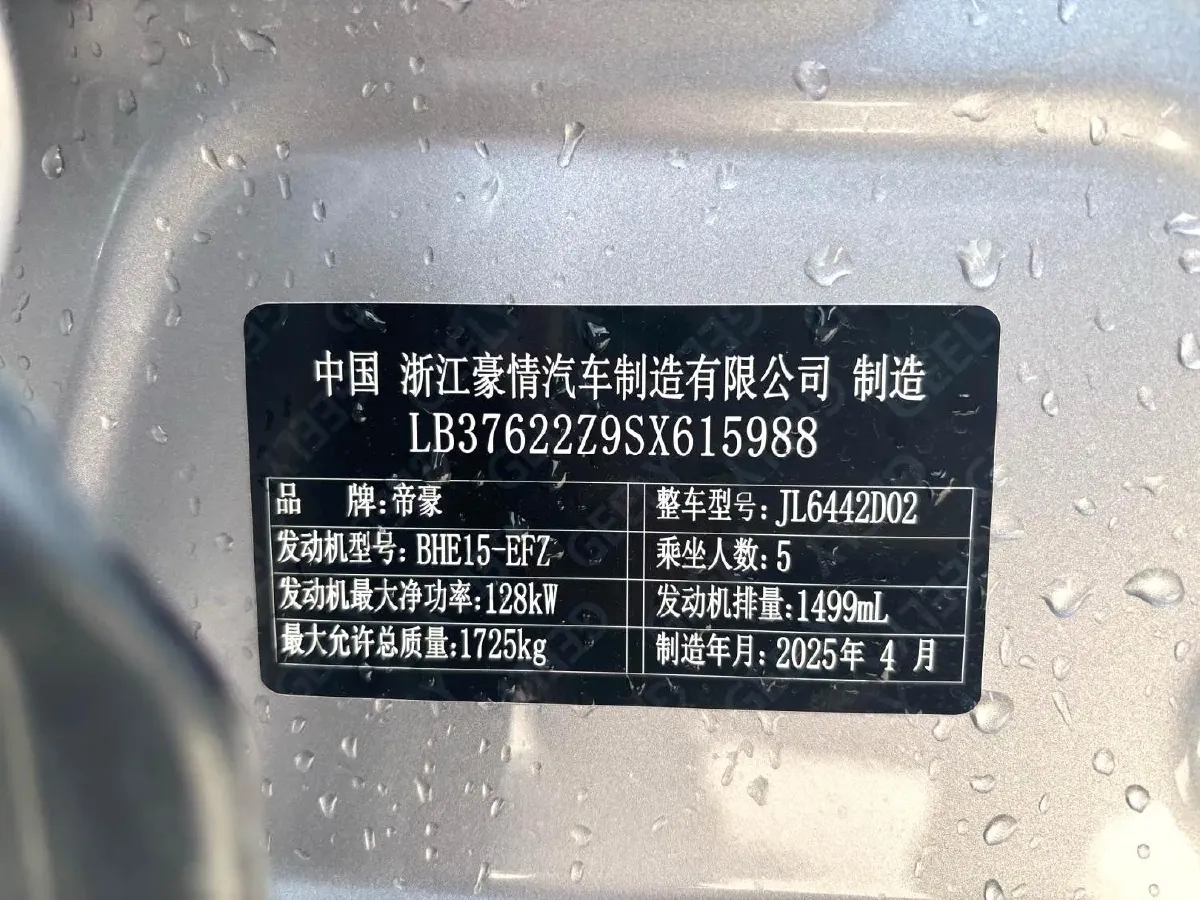 中国 浙江豪情汽车制造有限公司 制造
LB37622Z9SX615988
品 牌:帝豪 整车型号:JL6442D02
发动机型号:BHE15-EFZ 乘坐人数:5
发动机最大净功率:128kW 发动机排量:1499mL
最大允许总质量:1725kg 制造年月:2025年 4 月